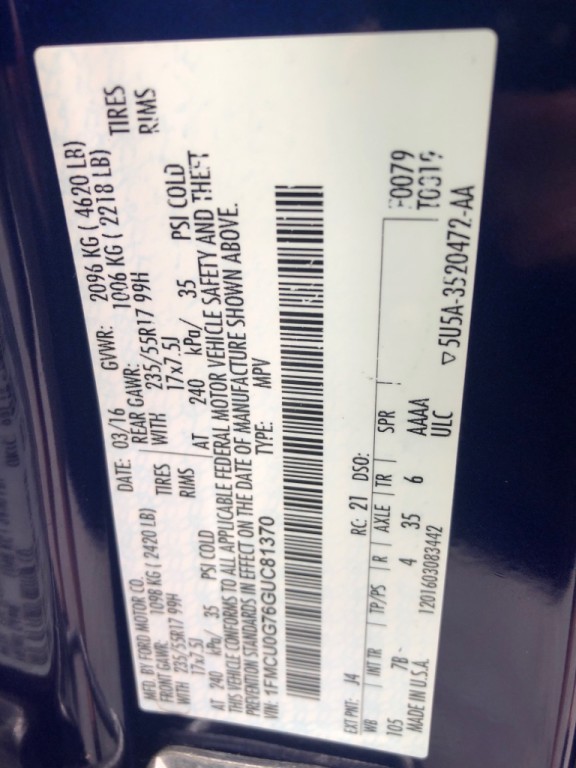 MFD. BY FORD MOTOR CO. DATE: 03/16 GVWR: 2096 KG ( 4620 LB)
FRONT GAWR: 1098 KG ( 2420 LB) REAR GAWR: 1006 KG ( 2218 LB)
WITH 235/55R17 99H TIRES WITH 235/55R17 99H TIRES
17x7.5J RIMS 17x7.5J RIMS
AT 240 kPa/ 35 PSI COLD AT 240 kPa/ 35 PSI COLD
THIS VEHICLE CONFORMS TO ALL APPLICABLE FEDERAL MOTOR VEHICLE SAFETY AND THEFT
PREVENTION STANDARDS IN EFFECT ON THE DATE OF MANUFACTURE SHOWN ABOVE.
VIN: 1FMCU0G76GUC81370 TYPE: MPV
F0079
T0019
EXT PNT: J4 RC: 21 DSO:
WB INT TR TP/PS R AXLE TR SPR
105 7B 4 35 6 AAAA
MADE IN U.S.A. 1201603083442 ULC
▽5U5A-3520472-AA